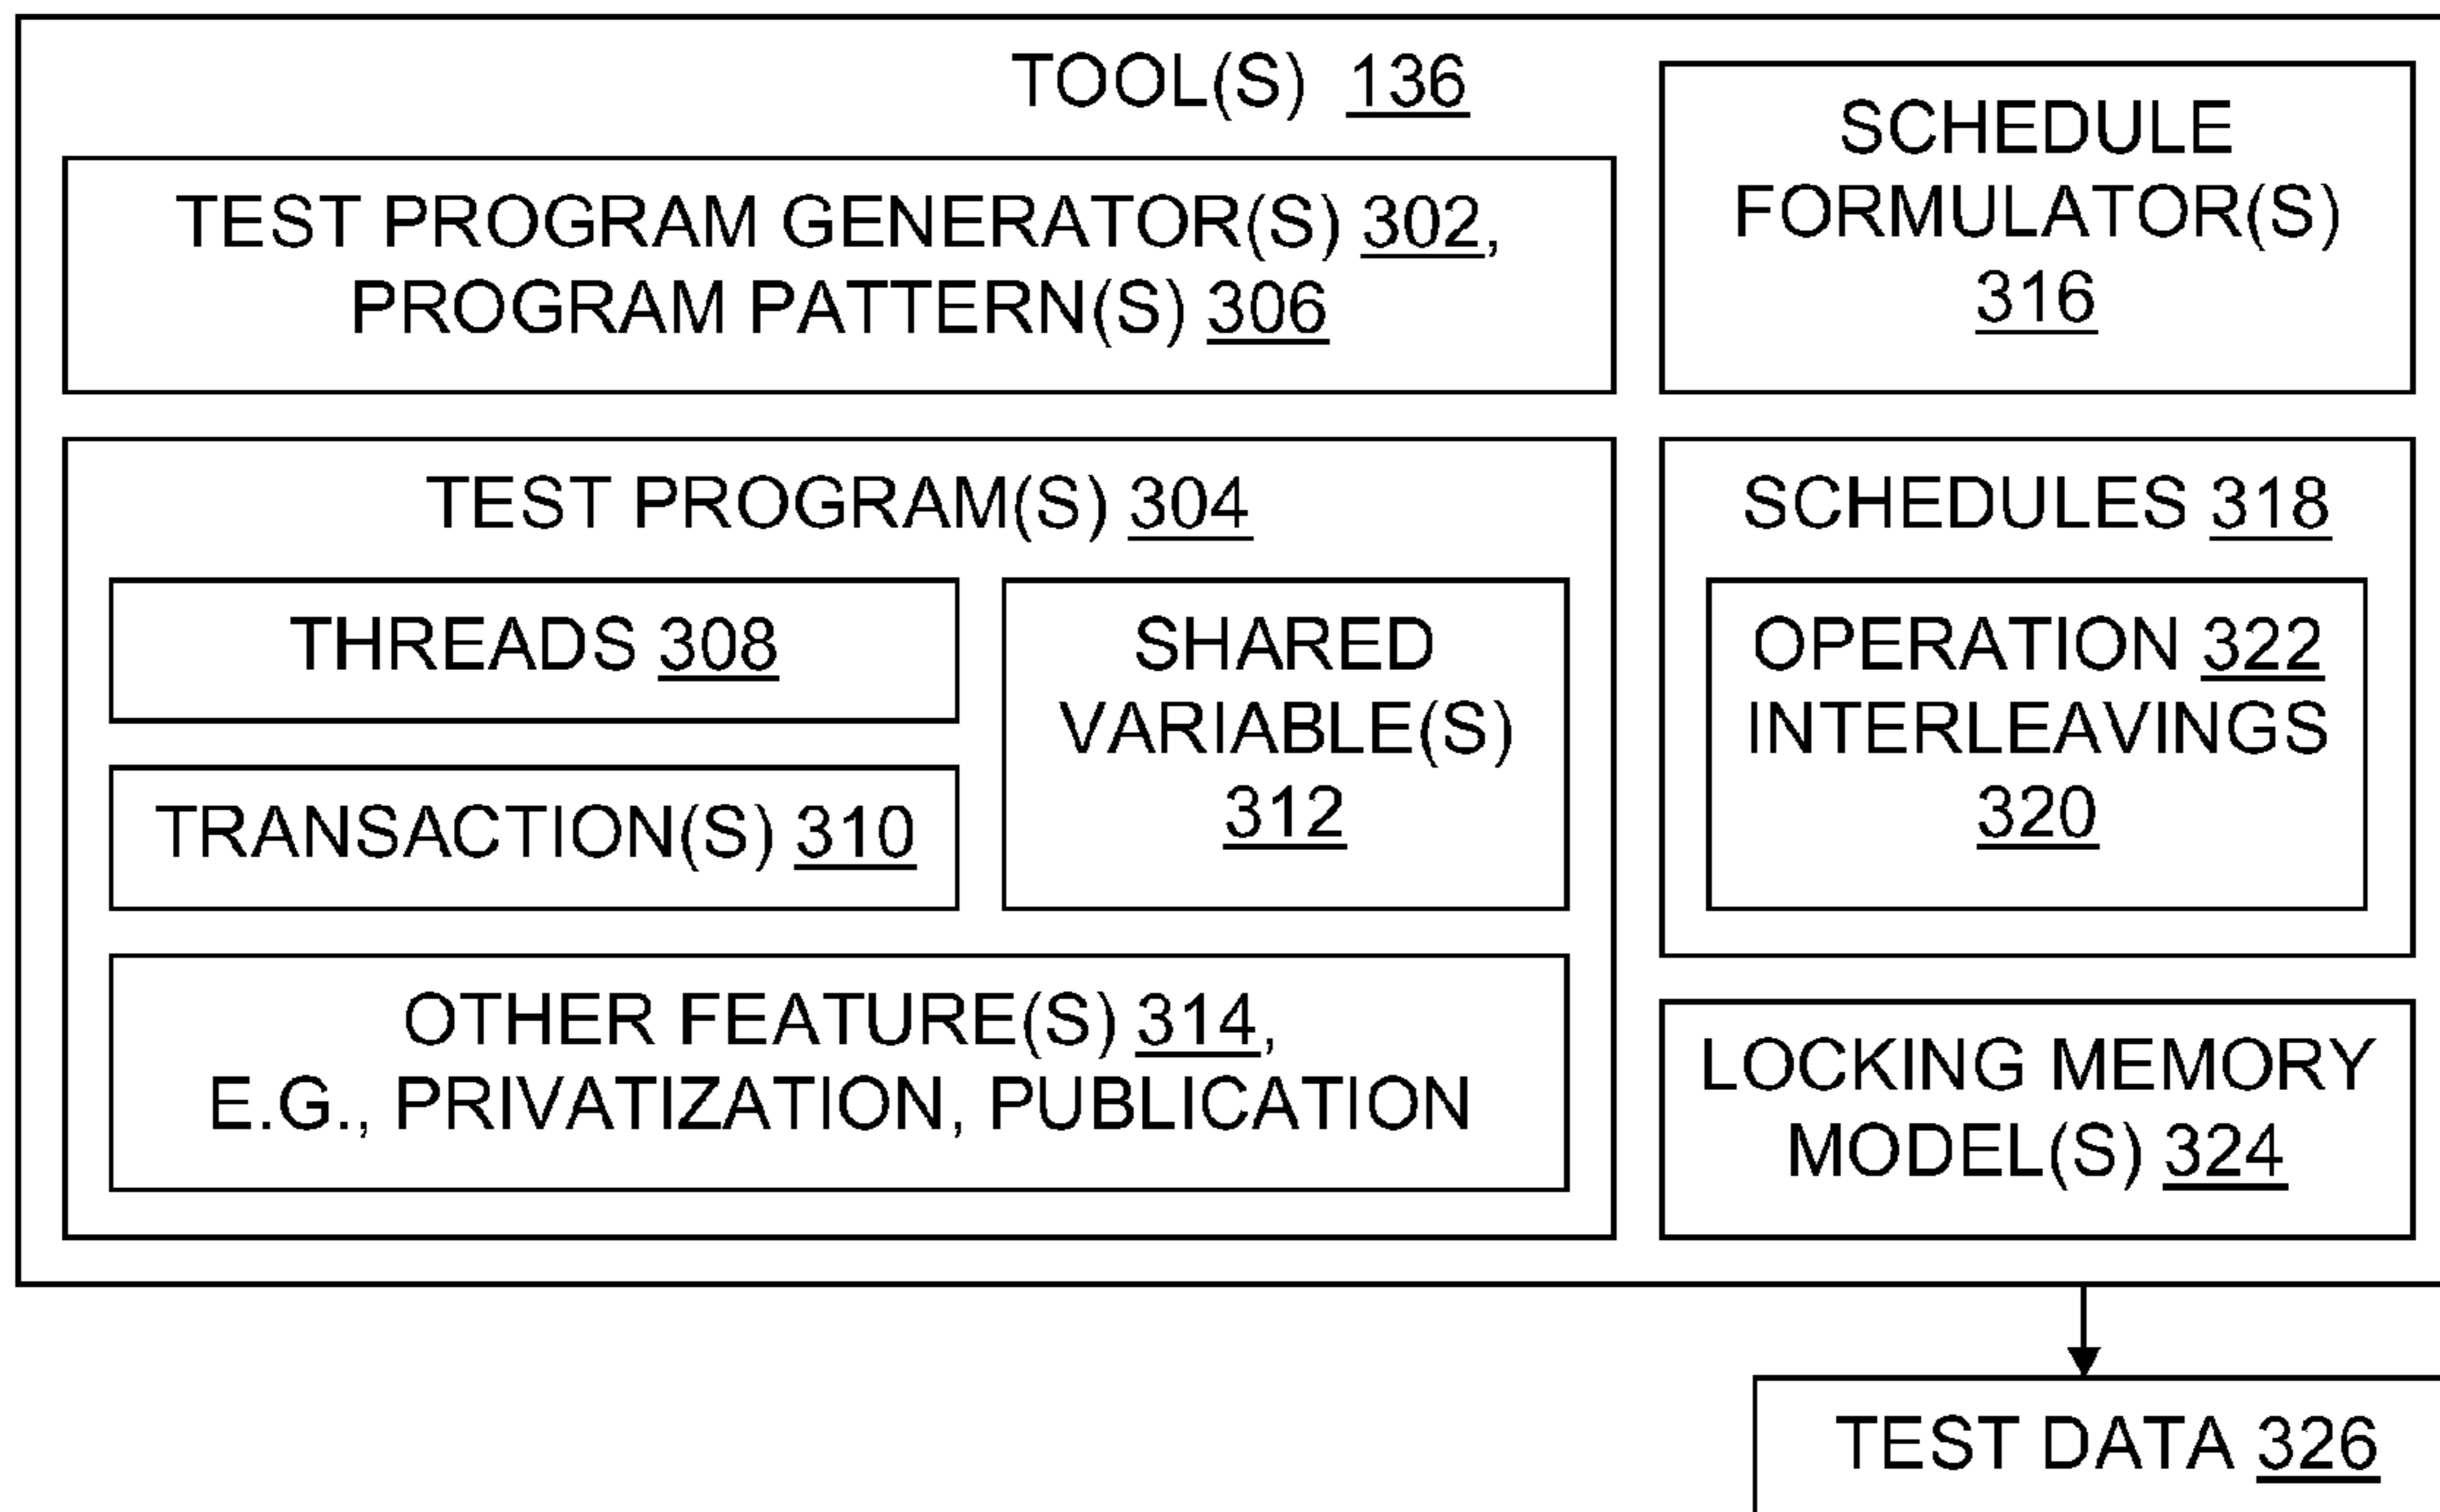 TOOL(S) 136
TEST PROGRAM GENERATOR(S) 302,
PROGRAM PATTERN(S) 306
TEST PROGRAM(S) 304
THREADS 308
TRANSACTION(S) 310
SHARED
VARIABLE(S)
312
OTHER FEATURE(S) 314,
E.G., PRIVATIZATION, PUBLICATION
SCHEDULE
FORMULATOR(S)
316
SCHEDULES 318
OPERATION 322
INTERLEAVINGS
320
LOCKING MEMORY
MODEL(S) 324
TEST DATA 326